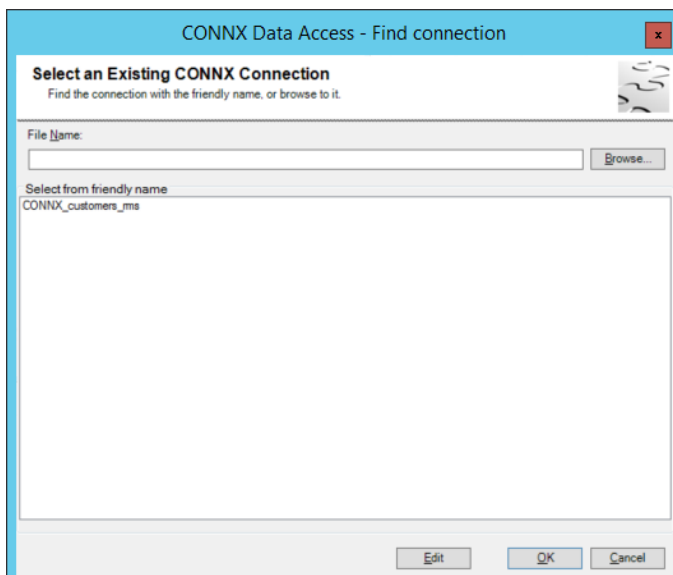 CONNX Data Access - Find connection
x
Select an Existing CONNX Connection
Find the connection with the friendly name, or browse to it.
File Name:
Browse...
Select from friendly name
CONNX_customers_rms
Edit
OK
Cancel